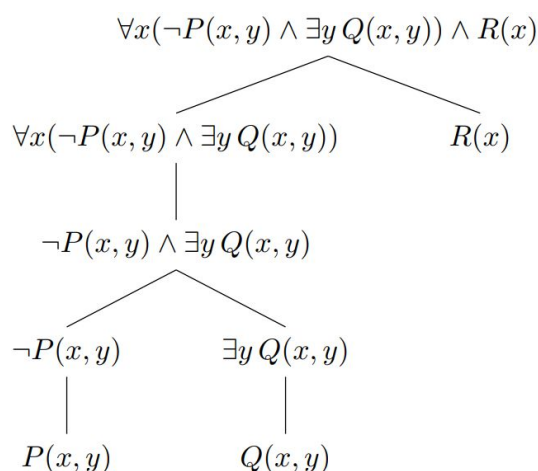 ∀x(¬P(x, y) ∧ ∃y Q(x, y)) ∧ R(x)
∀x(¬P(x, y) ∧ ∃y Q(x, y)) R(x)
¬P(x, y) ∧ ∃y Q(x, y)
¬P(x, y) ∃y Q(x, y)
P(x, y) Q(x, y)